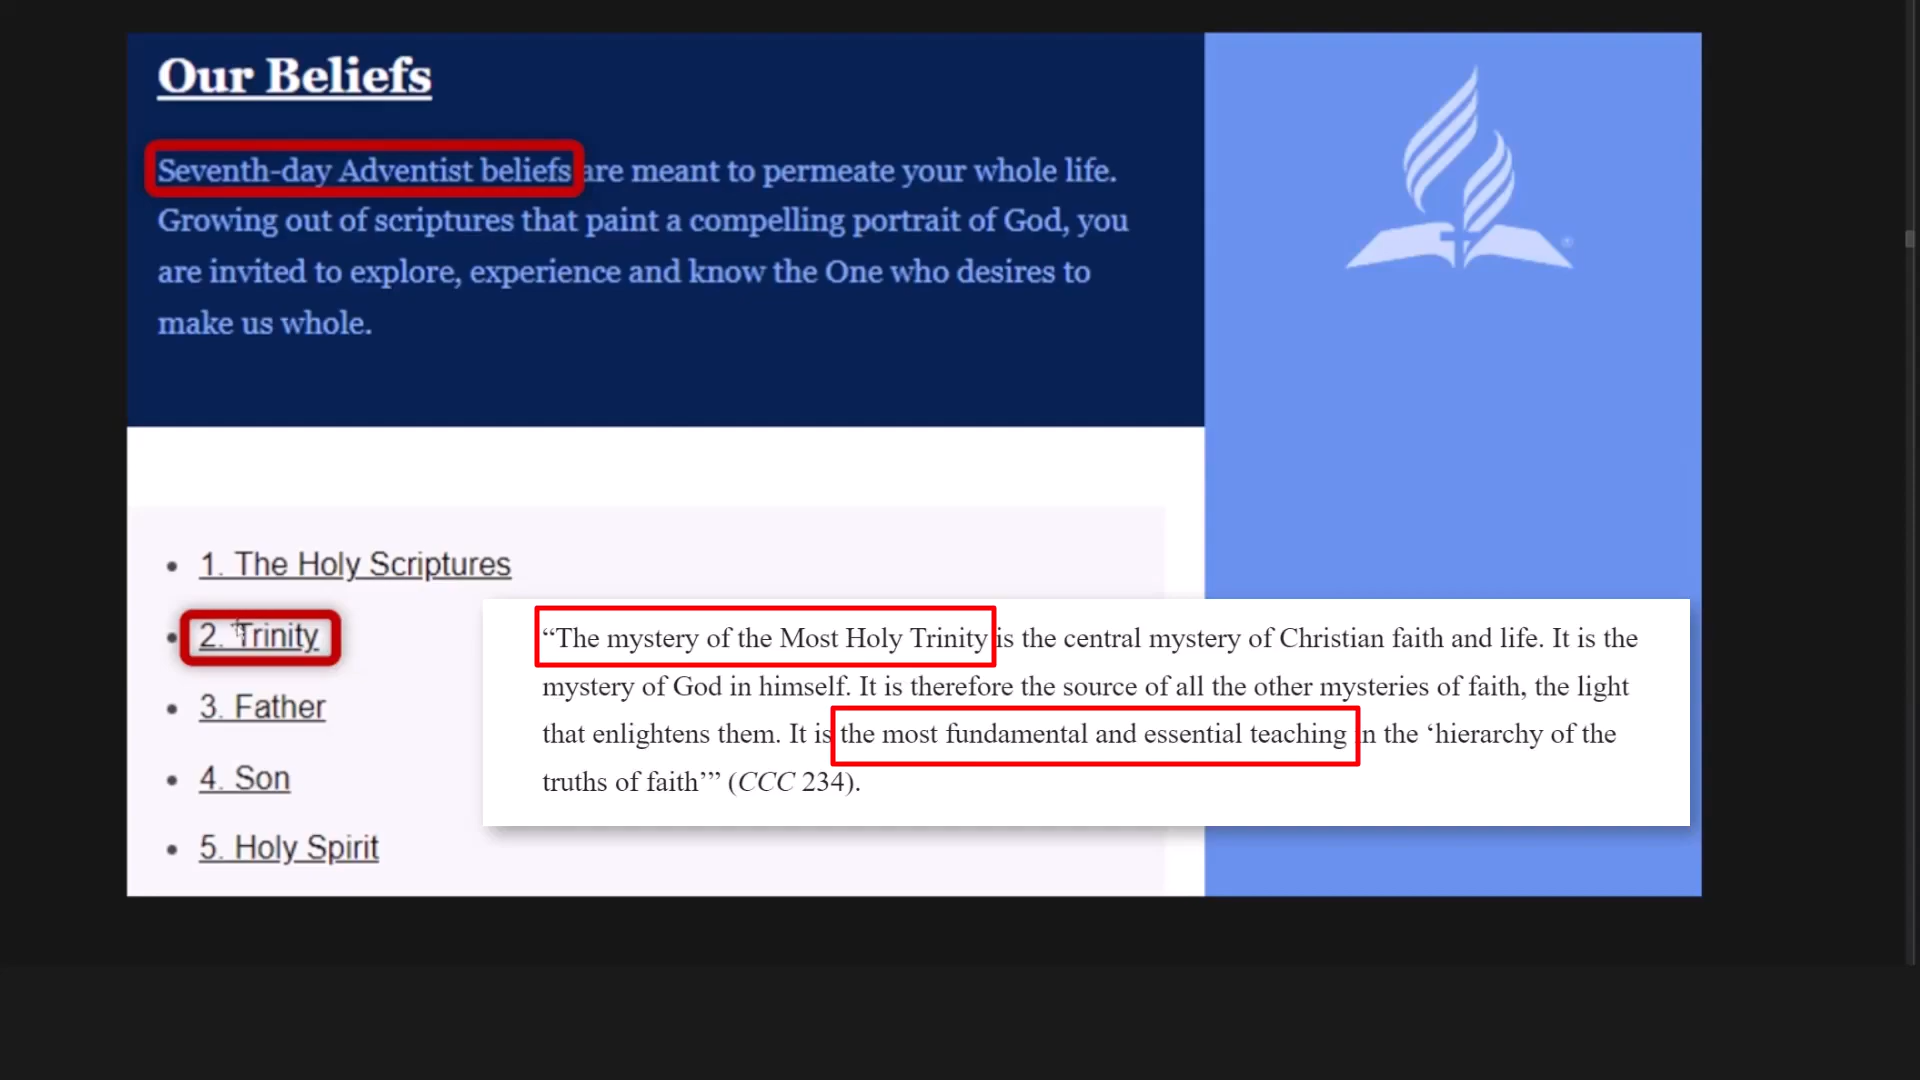 Our Beliefs
Seventh-day Adventist beliefs are meant to permeate your whole life.
Growing out of scriptures that paint a compelling portrait of God, you
are invited to explore, experience and know the One who desires to
make us whole.
• 1. The Holy Scriptures
• 2. Trinity
• 3. Father
• 4. Son
• 5. Holy Spirit
“The mystery of the Most Holy Trinity is the central mystery of Christian faith and life. It is the
mystery of God in himself. It is therefore the source of all the other mysteries of faith, the light
that enlightens them. It is the most fundamental and essential teaching in the ‘hierarchy of the
truths of faith’” (CCC 234).